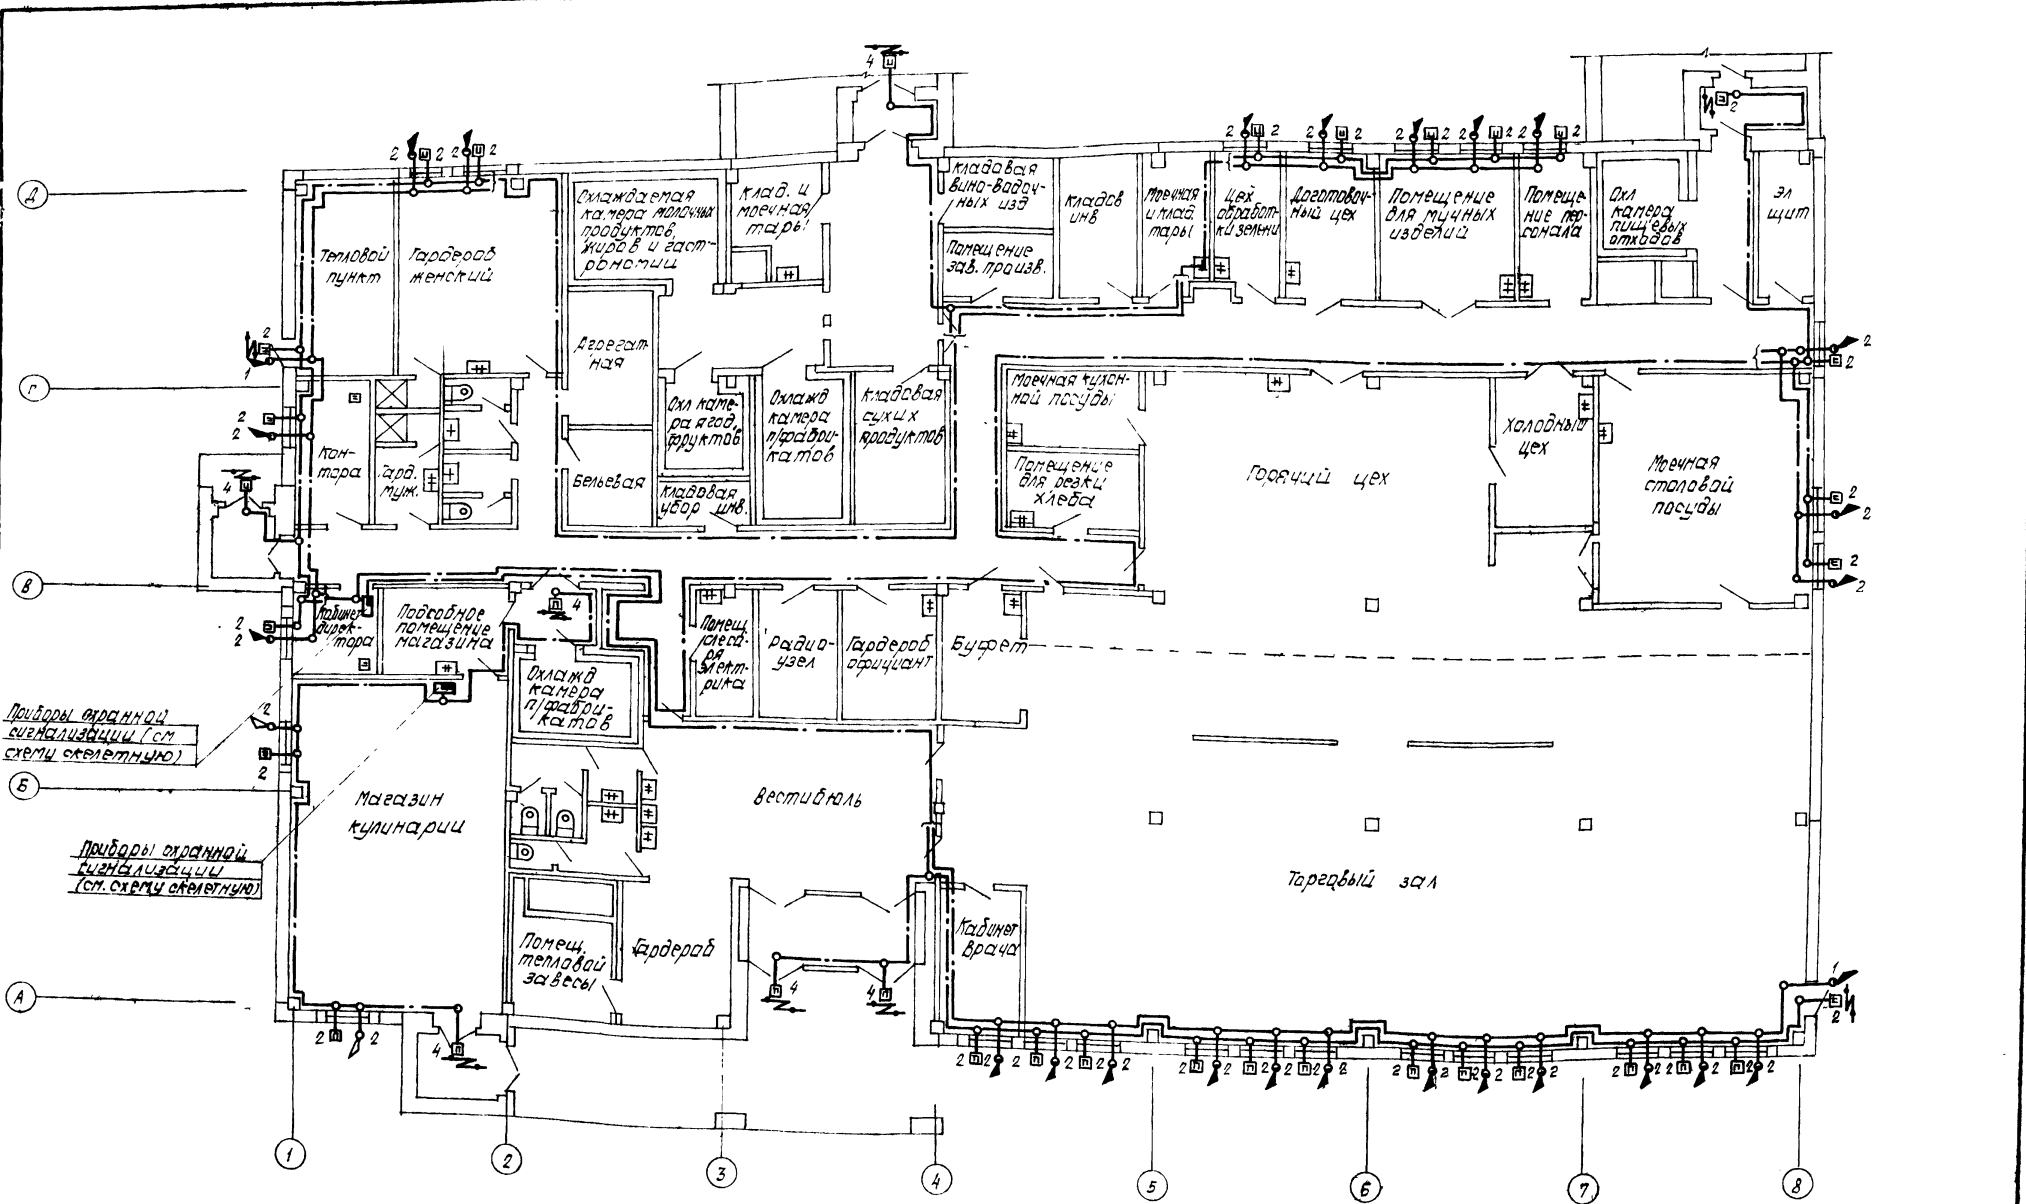 Д
Г
В
Б
А
Тепловой
пункт
Гардероб
женский
Охлаждаемая
камера молочных
продуктов,
жиров и гаст-
рономии
Клад. и
моечная
тары
Кладовая
вино-водоч-
ных изд
Помещение
зав. произв.
Кладов
инв
Моечная
и клад.
тары
Цех
обработ-
ки зелени
Доготовоч-
ный цех
Помещение
для мучных
изделий
Помеще-
ние пер-
сонала
Охл
камера
пищевых
отходов
Эл
щит
Агрегат-
ная
Бельевая
Охл каме-
ра ягод,
фруктов
Кладовая
убор инв.
Охлажд
камера
п/фабри-
катов
Кладовая
сухих
продуктов
Моечная кухон-
ной посуды
Помещение
для резки
хлеба
Горячий цех
Холодный
цех
Моечная
столовой
посуды
Кон-
тора
Гард.
муж.
Кабинет
дирек-
тора
Подсобное
помещение
магазина
Охлажд
камера
п/фабри-
катов
Помещ
слеса-
ря
элект-
рика
Радио-
узел
Гардероб
официант
Буфет
Приборы охранной
сигнализации (см
схему скелетную)
Приборы охранной
сигнализации
(см. схему скелетную)
Магазин
кулинарии
Вестибюль
Торговый зал
Помещ.
тепловой
завесы
Гардероб
Кабинет
врача
1
2
3
4
5
6
7
8